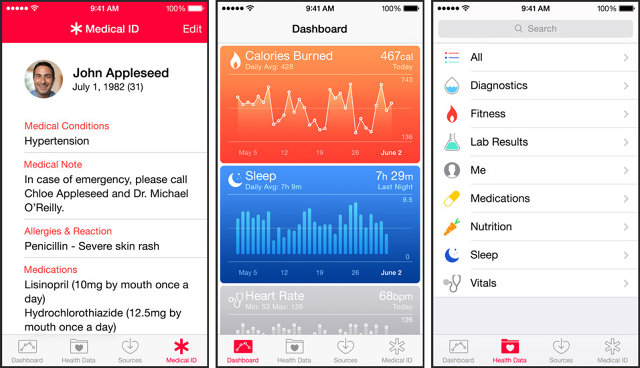 9:41 AM 100%
Medical ID Edit
John Appleseed
July 1, 1982 (31)
Medical Conditions
Hypertension
Medical Note
In case of emergency, please call
Chloe Appleseed and Dr. Michael
O'Reilly.
Allergies & Reaction
Penicillin - Severe skin rash
Medications
Lisinopril (10mg by mouth once a
day)
Hydrochlorothiazide (12.5mg by
mouth once a day)
Dashboard Health Data Sources Medical ID
9:41 AM 100%
Dashboard
Calories Burned 467cal
Daily Avg: 428 Today
743
136
May 5 12 19 26 June 2
Sleep 7h 29m
Daily Avg: 7h 9m Last Night
9.5
0
May 5 12 19 26 June 2
Heart Rate 68bpm
Min: 53 Max: 126 Today
126
Dashboard Health Data Sources Medical ID
9:41 AM 100%
Search
All
Diagnostics
Fitness
Lab Results
Me
Medications
Nutrition
Sleep
Vitals
Dashboard Health Data Sources Medical ID